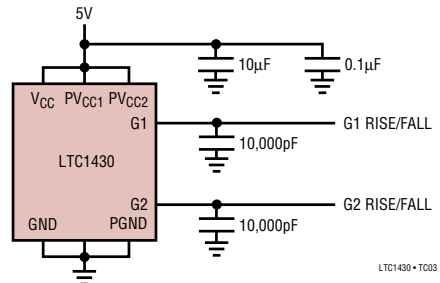 5V
10µF
0.1µF
VCC PVCC1 PVCC2
G1
G1 RISE/FALL
LTC1430
10,000pF
G2
G2 RISE/FALL
GND
PGND
10,000pF
LTC1430 • TC03